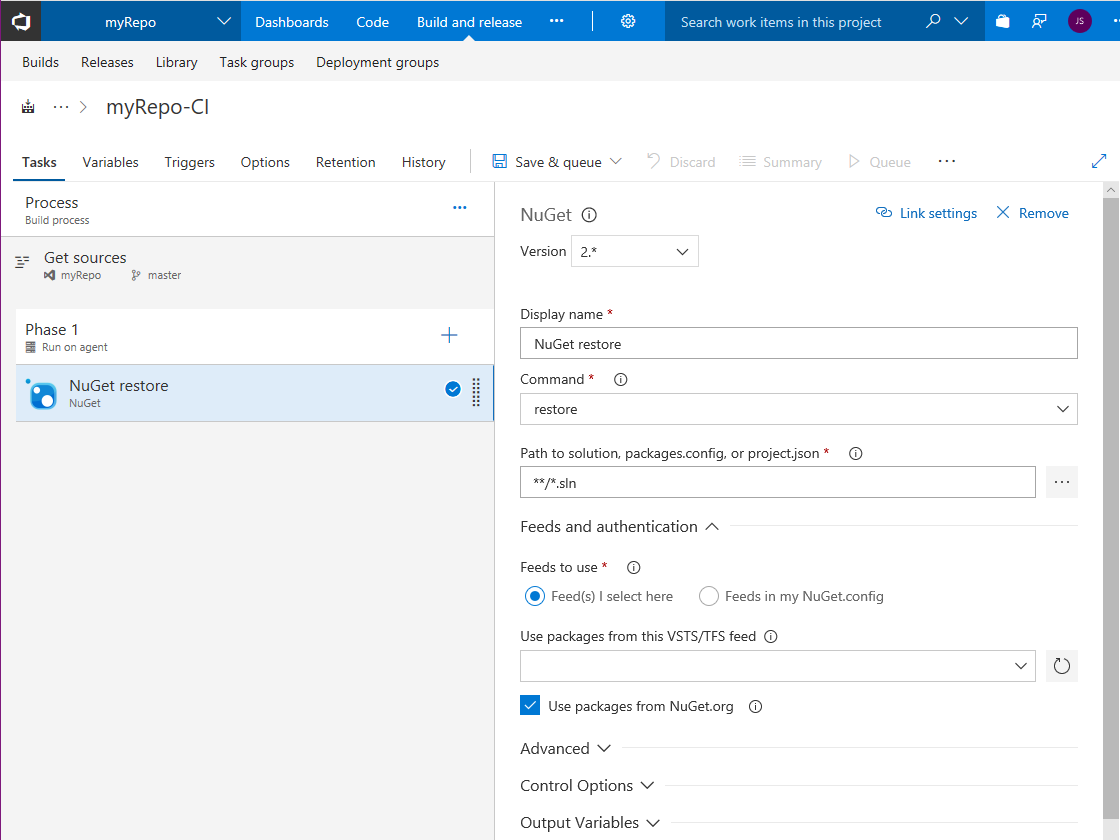 myRepo Dashboards Code Build and release ··· Search work items in this project JS
Builds Releases Library Task groups Deployment groups
··· > myRepo-CI
Tasks Variables Triggers Options Retention History Save & queue Discard Summary Queue ···
Process
Build process
···
Get sources
myRepo master
Phase 1
Run on agent
NuGet restore
NuGet
NuGet Link settings Remove
Version 2.*
Display name *
NuGet restore
Command *
restore
Path to solution, packages.config, or project.json *
**/*.sln ···
Feeds and authentication
Feeds to use *
Feed(s) I select here Feeds in my NuGet.config
Use packages from this VSTS/TFS feed
Use packages from NuGet.org
Advanced
Control Options
Output Variables